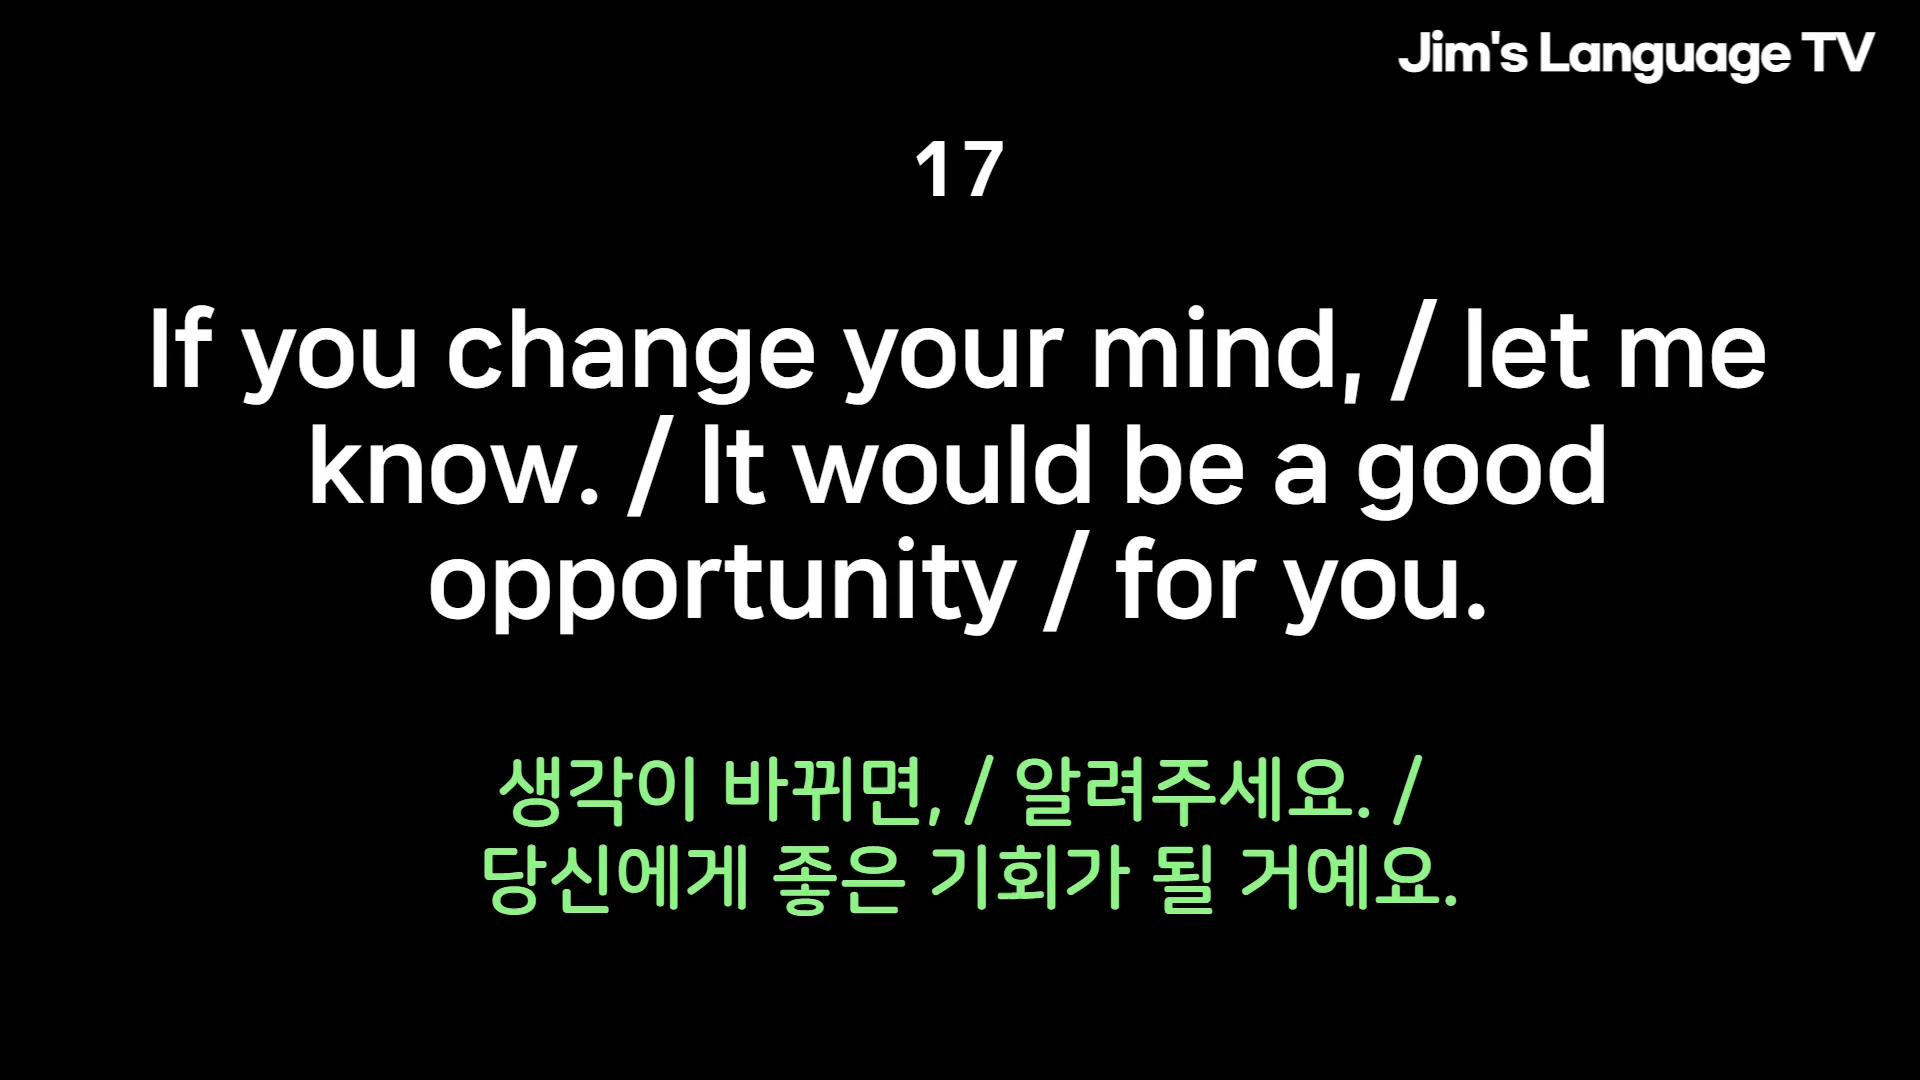 Jim's Language TV
17
If you change your mind, / let me
know. / It would be a good
opportunity / for you.
생각이 바뀌면, / 알려주세요. /
당신에게 좋은 기회가 될 거예요.